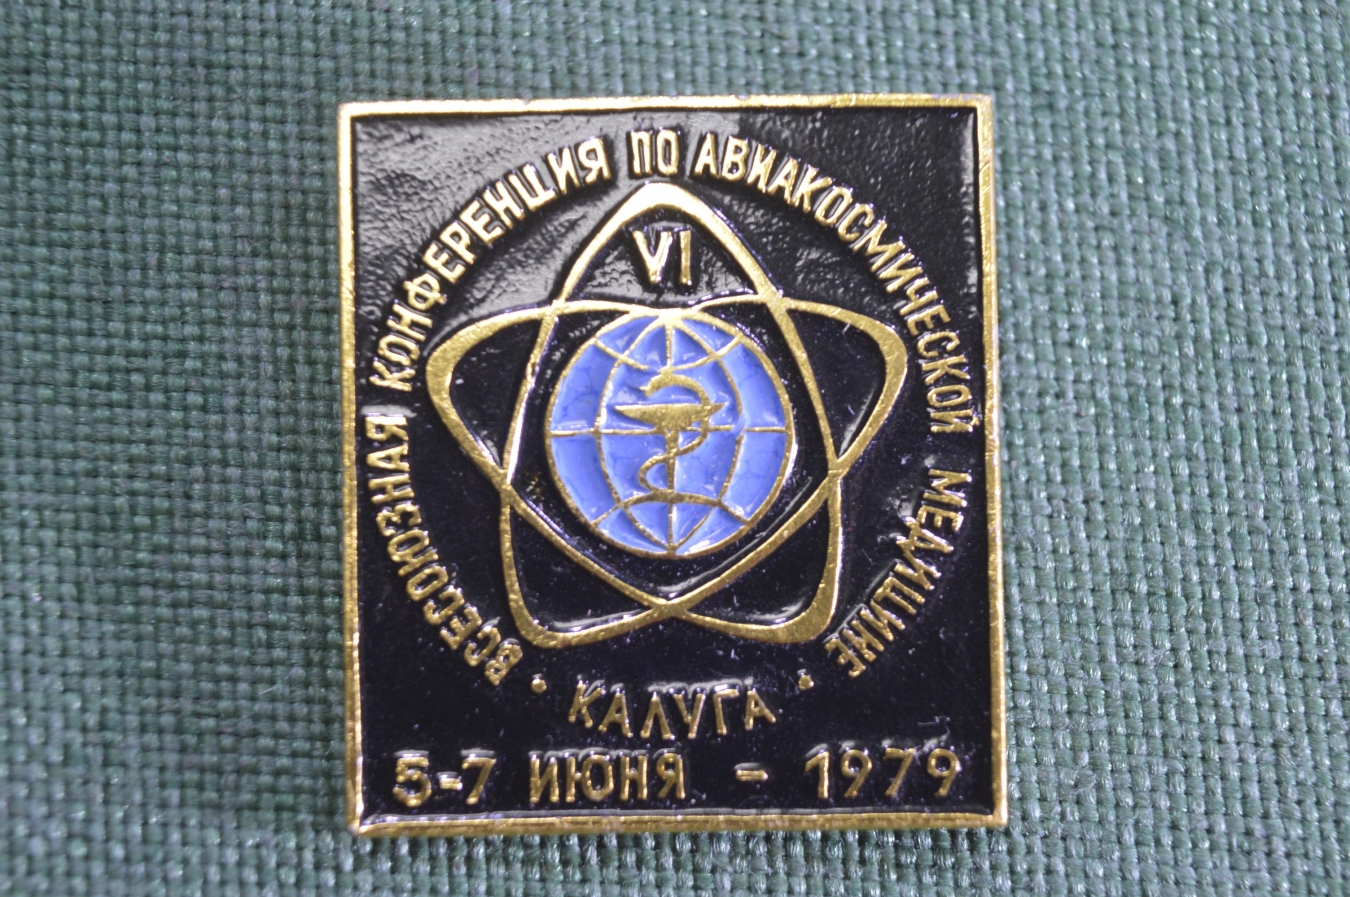 ВСЕСОЮЗНАЯ КОНФЕРЕНЦИЯ ПО АВИАКОСМИЧЕСКОЙ МЕДИЦИНЕ
VI
• КАЛУГА •
5-7 ИЮНЯ - 1979